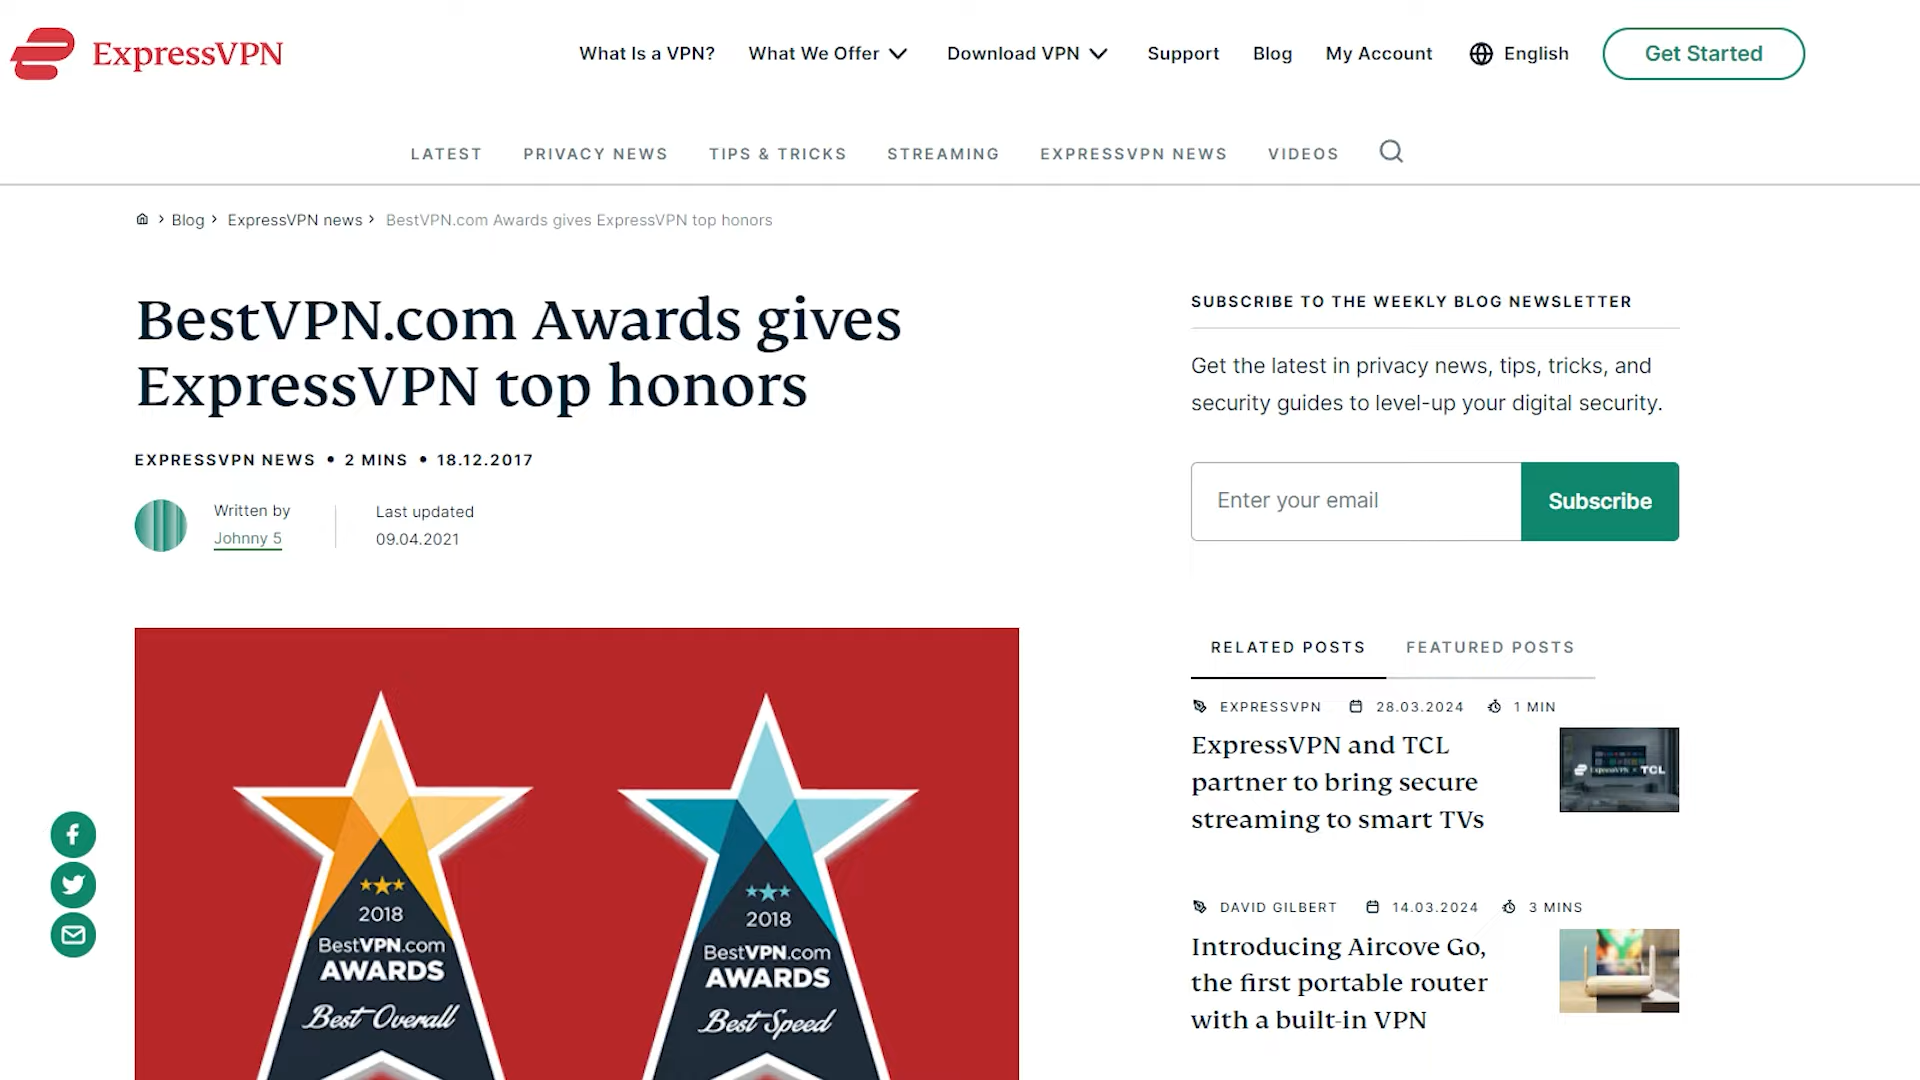 ExpressVPN
What Is a VPN?
What We Offer
Download VPN
Support
Blog
My Account
English
Get Started
LATEST
PRIVACY NEWS
TIPS & TRICKS
STREAMING
EXPRESSVPN NEWS
VIDEOS
Blog > ExpressVPN news > BestVPN.com Awards gives ExpressVPN top honors
BestVPN.com Awards gives
ExpressVPN top honors
EXPRESSVPN NEWS • 2 MINS • 18.12.2017
Written by
Johnny 5
Last updated
09.04.2021
2018
BestVPN.com
AWARDS
Best Overall
2018
BestVPN.com
AWARDS
Best Speed
SUBSCRIBE TO THE WEEKLY BLOG NEWSLETTER
Get the latest in privacy news, tips, tricks, and
security guides to level-up your digital security.
Enter your email
Subscribe
RELATED POSTS
FEATURED POSTS
EXPRESSVPN 28.03.2024 1 MIN
ExpressVPN and TCL
partner to bring secure
streaming to smart TVs
ExpressVPN × TCL
DAVID GILBERT 14.03.2024 3 MINS
Introducing Aircove Go,
the first portable router
with a built-in VPN